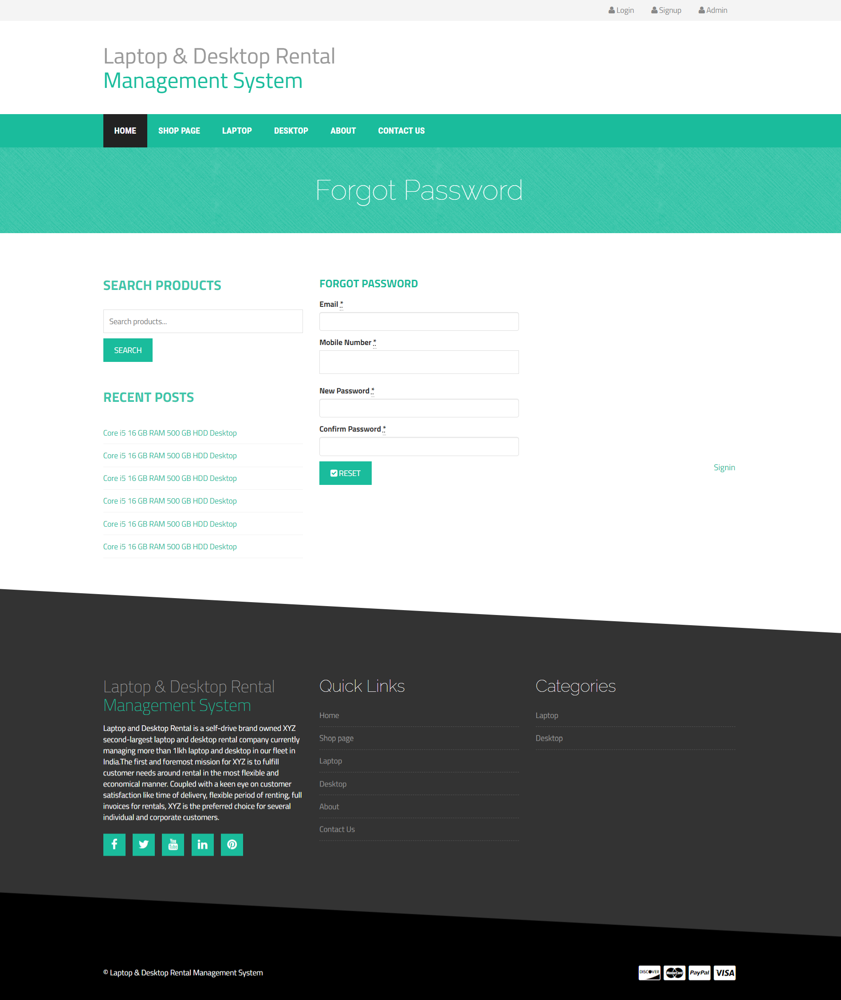 Login Signup Admin
Laptop & Desktop Rental
Management System
HOME SHOP PAGE LAPTOP DESKTOP ABOUT CONTACT US
Forgot Password
SEARCH PRODUCTS
Search products...
SEARCH
RECENT POSTS
Core i5 16 GB RAM 500 GB HDD Desktop
Core i5 16 GB RAM 500 GB HDD Desktop
Core i5 16 GB RAM 500 GB HDD Desktop
Core i5 16 GB RAM 500 GB HDD Desktop
Core i5 16 GB RAM 500 GB HDD Desktop
Core i5 16 GB RAM 500 GB HDD Desktop
FORGOT PASSWORD
Email *
Mobile Number *
New Password *
Confirm Password *
RESET
Signin
Laptop & Desktop Rental
Management System
Laptop and Desktop Rental is a self-drive brand owned XYZ
second-largest laptop and desktop rental company currently
managing more than 1lkh laptop and desktop in our fleet in
India.The first and foremost mission for XYZ is to fulfill
customer needs around rental in the most flexible and
economical manner. Coupled with a keen eye on customer
satisfaction like time of delivery, flexible period of renting, full
invoices for rentals, XYZ is the preferred choice for several
individual and corporate customers.
You
Tube
Quick Links
Home
Shop page
Laptop
Desktop
About
Contact Us
Categories
Laptop
Desktop
© Laptop & Desktop Rental Management System
DISCOVER MasterCard PayPal VISA